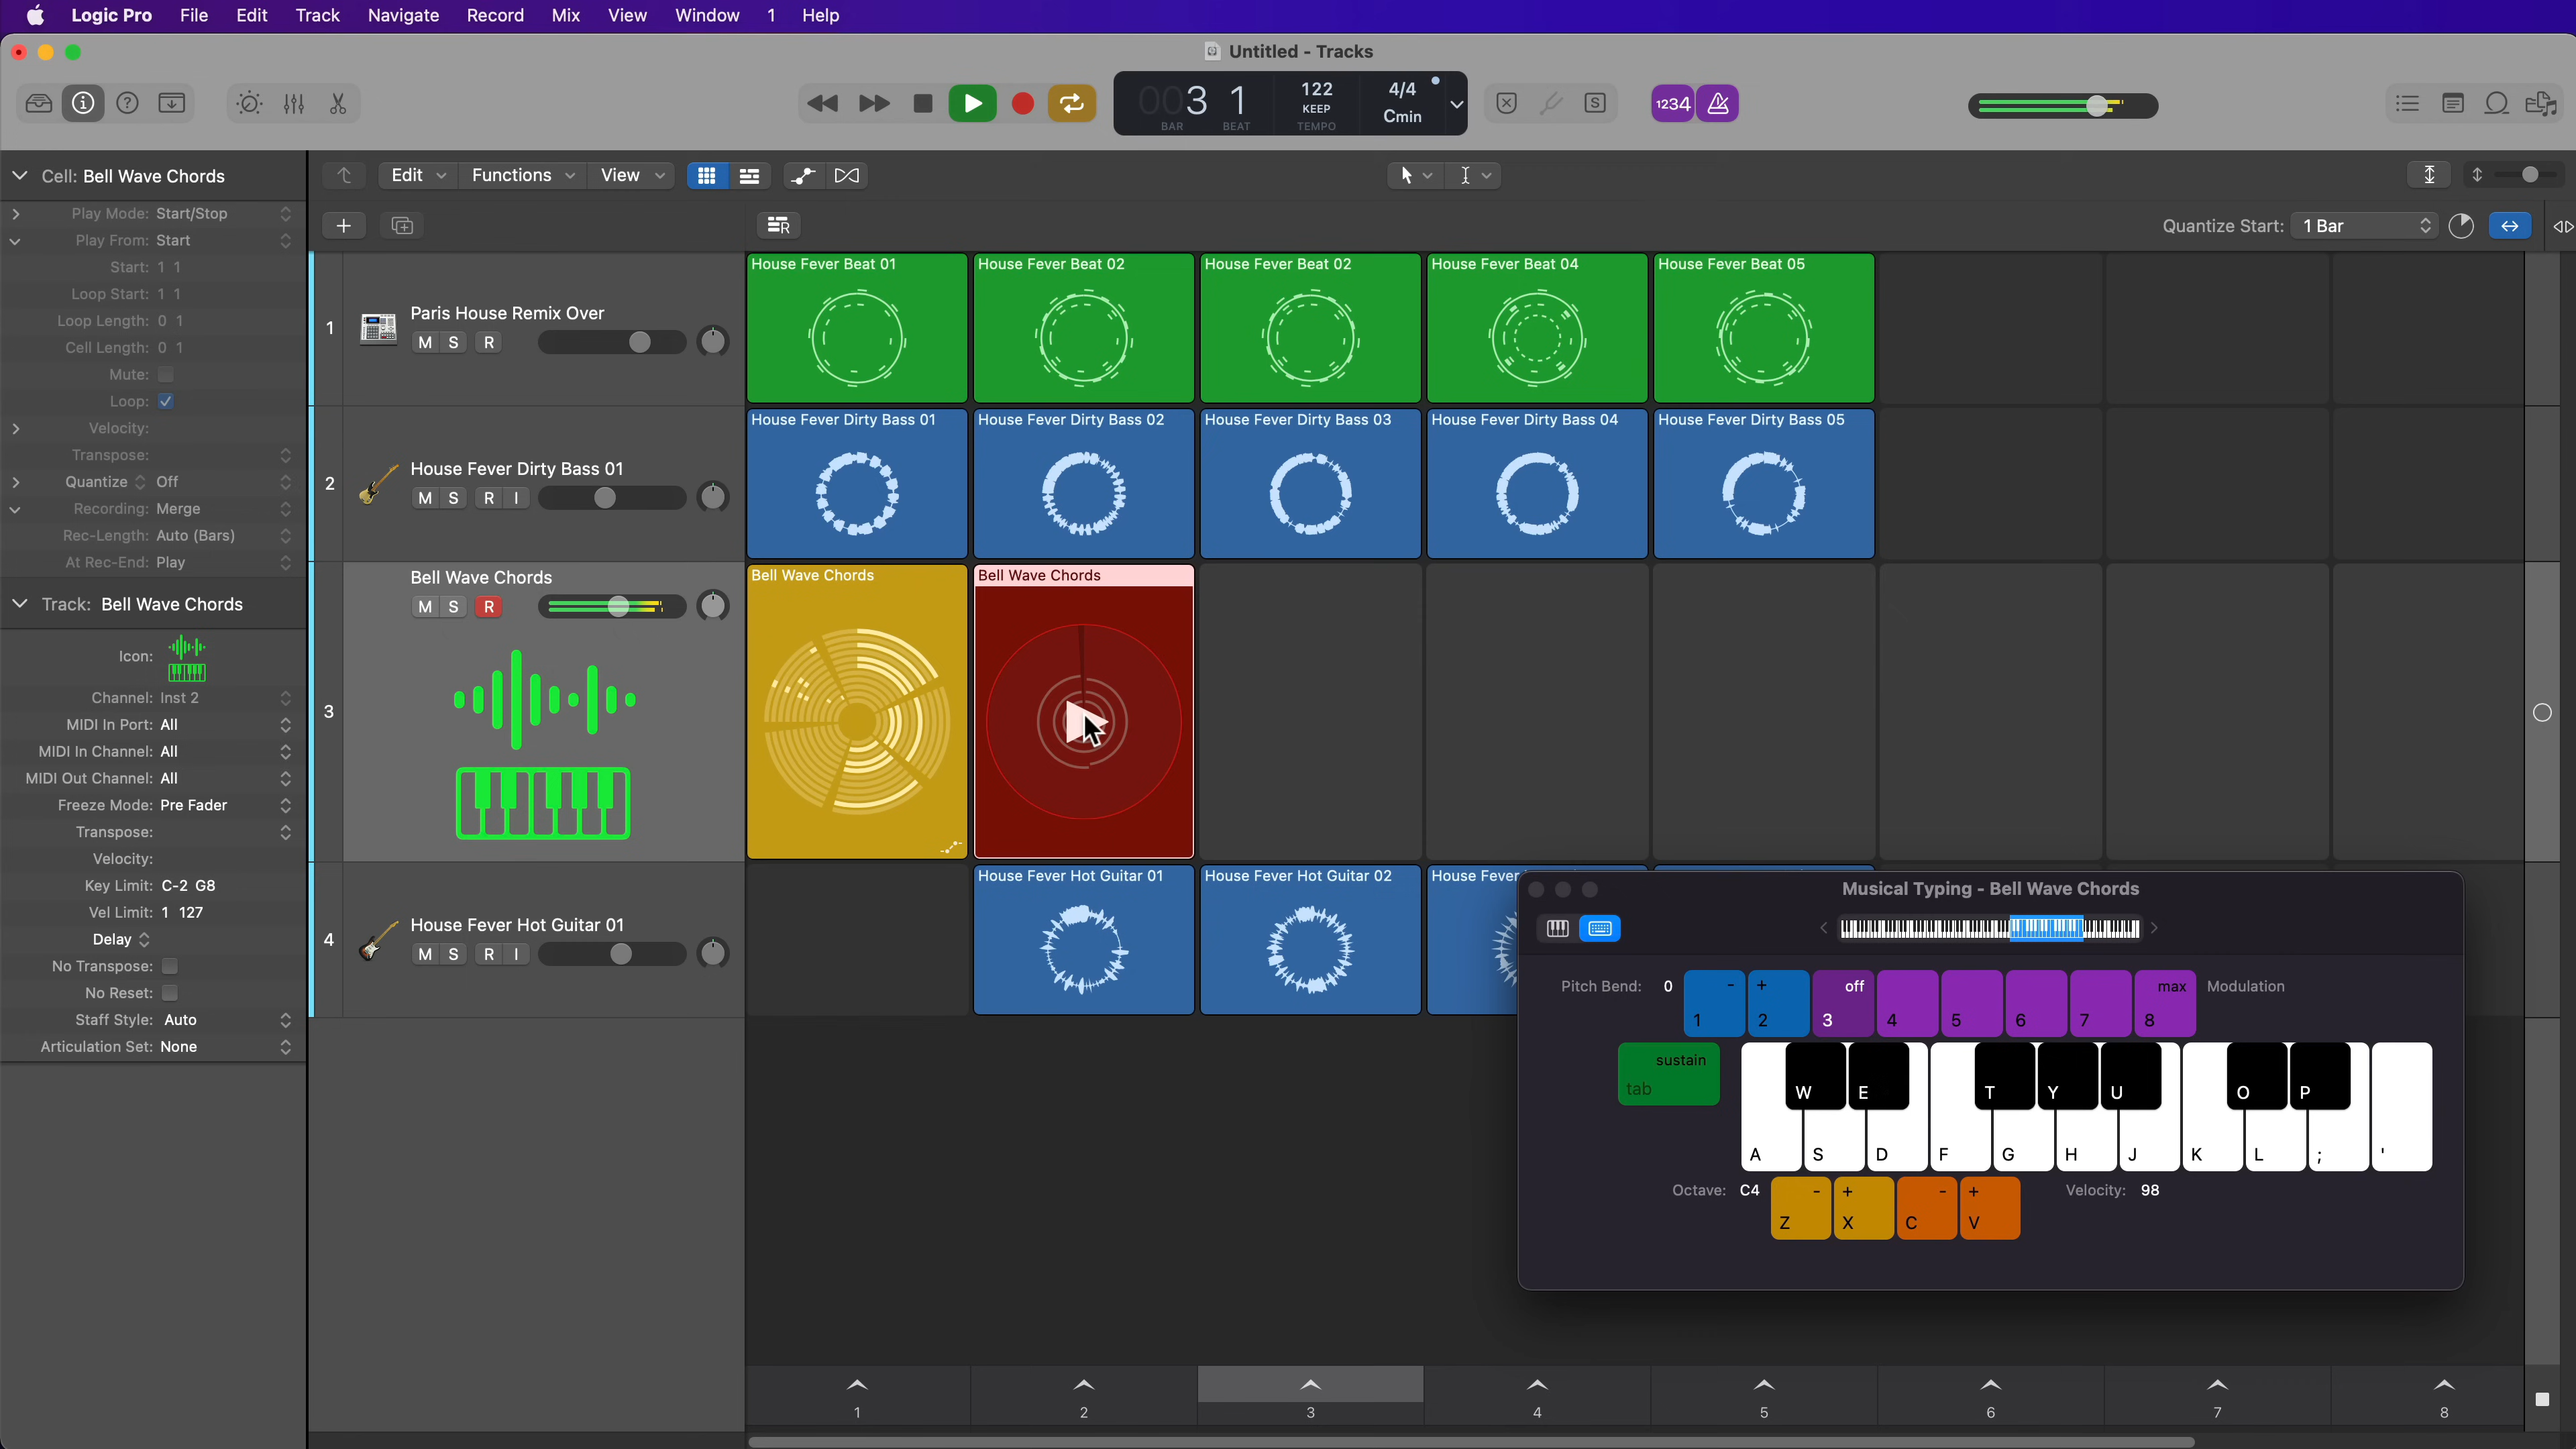 Logic Pro File Edit Track Navigate Record Mix View Window 1 Help
Untitled - Tracks
003 1 122 4/4
KEEP Cmin
BAR BEAT TEMPO
S 1234
Cell: Bell Wave Chords
Edit Functions View
Play Mode: Start/Stop
Play From: Start
Start: 1 1
Loop Start: 1 1
Loop Length: 0 1
Cell Length: 0 1
Mute:
Loop:
Velocity:
Transpose:
Quantize Off
Recording: Merge
Rec-Length: Auto (Bars)
At Rec-End: Play
Track: Bell Wave Chords
Icon:
Channel: Inst 2
MIDI In Port: All
MIDI In Channel: All
MIDI Out Channel: All
Freeze Mode: Pre Fader
Transpose:
Velocity:
Key Limit: C-2 G8
Vel Limit: 1 127
Delay
No Transpose:
No Reset:
Staff Style: Auto
Articulation Set: None
R
Quantize Start: 1 Bar
1
Paris House Remix Over
M S R
House Fever Beat 01
House Fever Beat 02
House Fever Beat 02
House Fever Beat 04
House Fever Beat 05
2
House Fever Dirty Bass 01
M S R I
House Fever Dirty Bass 01
House Fever Dirty Bass 02
House Fever Dirty Bass 03
House Fever Dirty Bass 04
House Fever Dirty Bass 05
3
Bell Wave Chords
M S R
Bell Wave Chords
Bell Wave Chords
4
House Fever Hot Guitar 01
M S R I
House Fever Hot Guitar 01
House Fever Hot Guitar 02
House Fever
Musical Typing - Bell Wave Chords
Pitch Bend: 0 - + off max Modulation
1 2 3 4 5 6 7 8
sustain
tab
W E T Y U O P
A S D F G H J K L ; '
Octave: C4 - + - + Velocity: 98
Z X C V
1 2 3 4 5 6 7 8